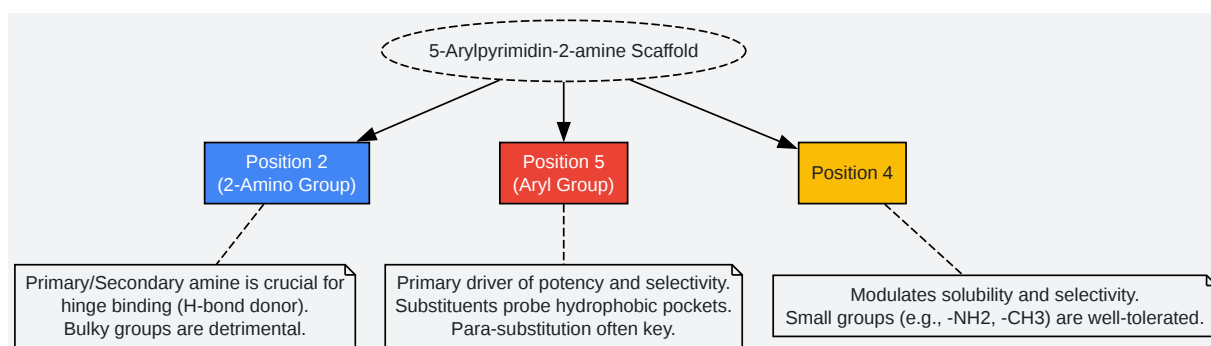 5-Arylpyrimidin-2-amine Scaffold
Position 2
(2-Amino Group)
Position 5
(Aryl Group)
Position 4
Primary/Secondary amine is crucial for
hinge binding (H-bond donor).
Bulky groups are detrimental.
Primary driver of potency and selectivity.
Substituents probe hydrophobic pockets.
Para-substitution often key.
Modulates solubility and selectivity.
Small groups (e.g., -NH2, -CH3) are well-tolerated.